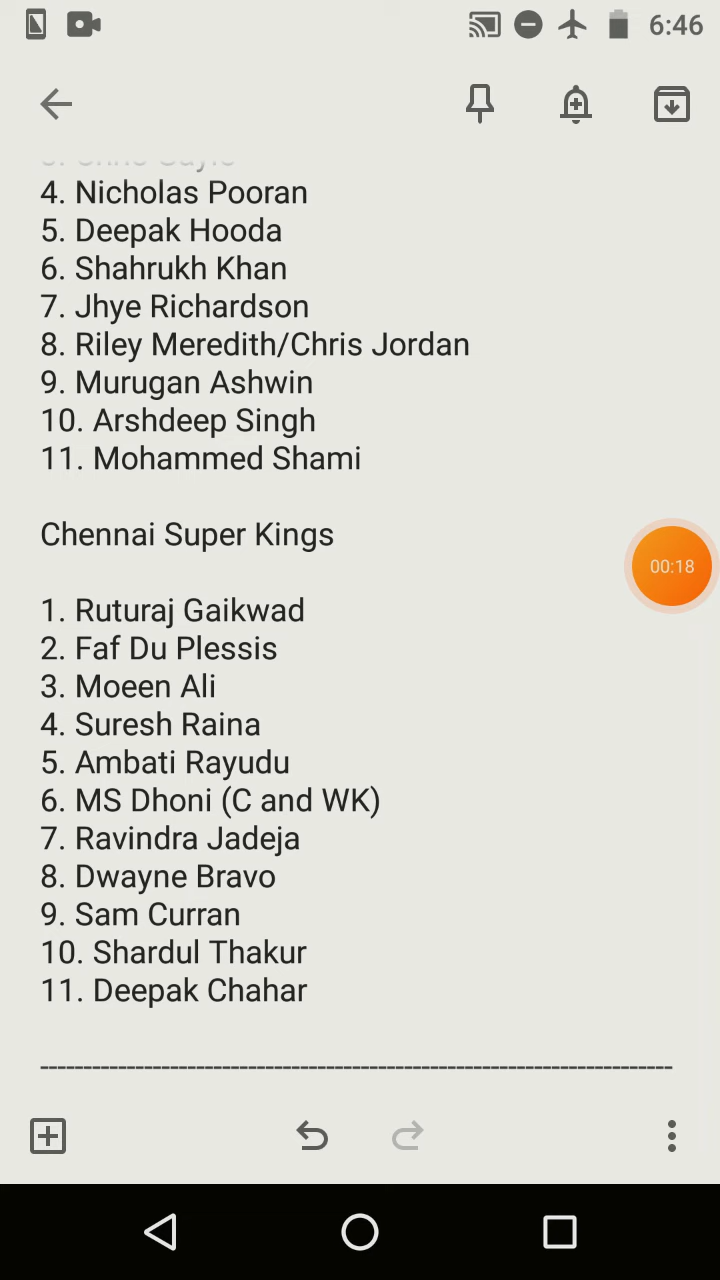 6:46
4. Nicholas Pooran
5. Deepak Hooda
6. Shahrukh Khan
7. Jhye Richardson
8. Riley Meredith/Chris Jordan
9. Murugan Ashwin
10. Arshdeep Singh
11. Mohammed Shami
Chennai Super Kings
00:18
1. Ruturaj Gaikwad
2. Faf Du Plessis
3. Moeen Ali
4. Suresh Raina
5. Ambati Rayudu
6. MS Dhoni (C and WK)
7. Ravindra Jadeja
8. Dwayne Bravo
9. Sam Curran
10. Shardul Thakur
11. Deepak Chahar